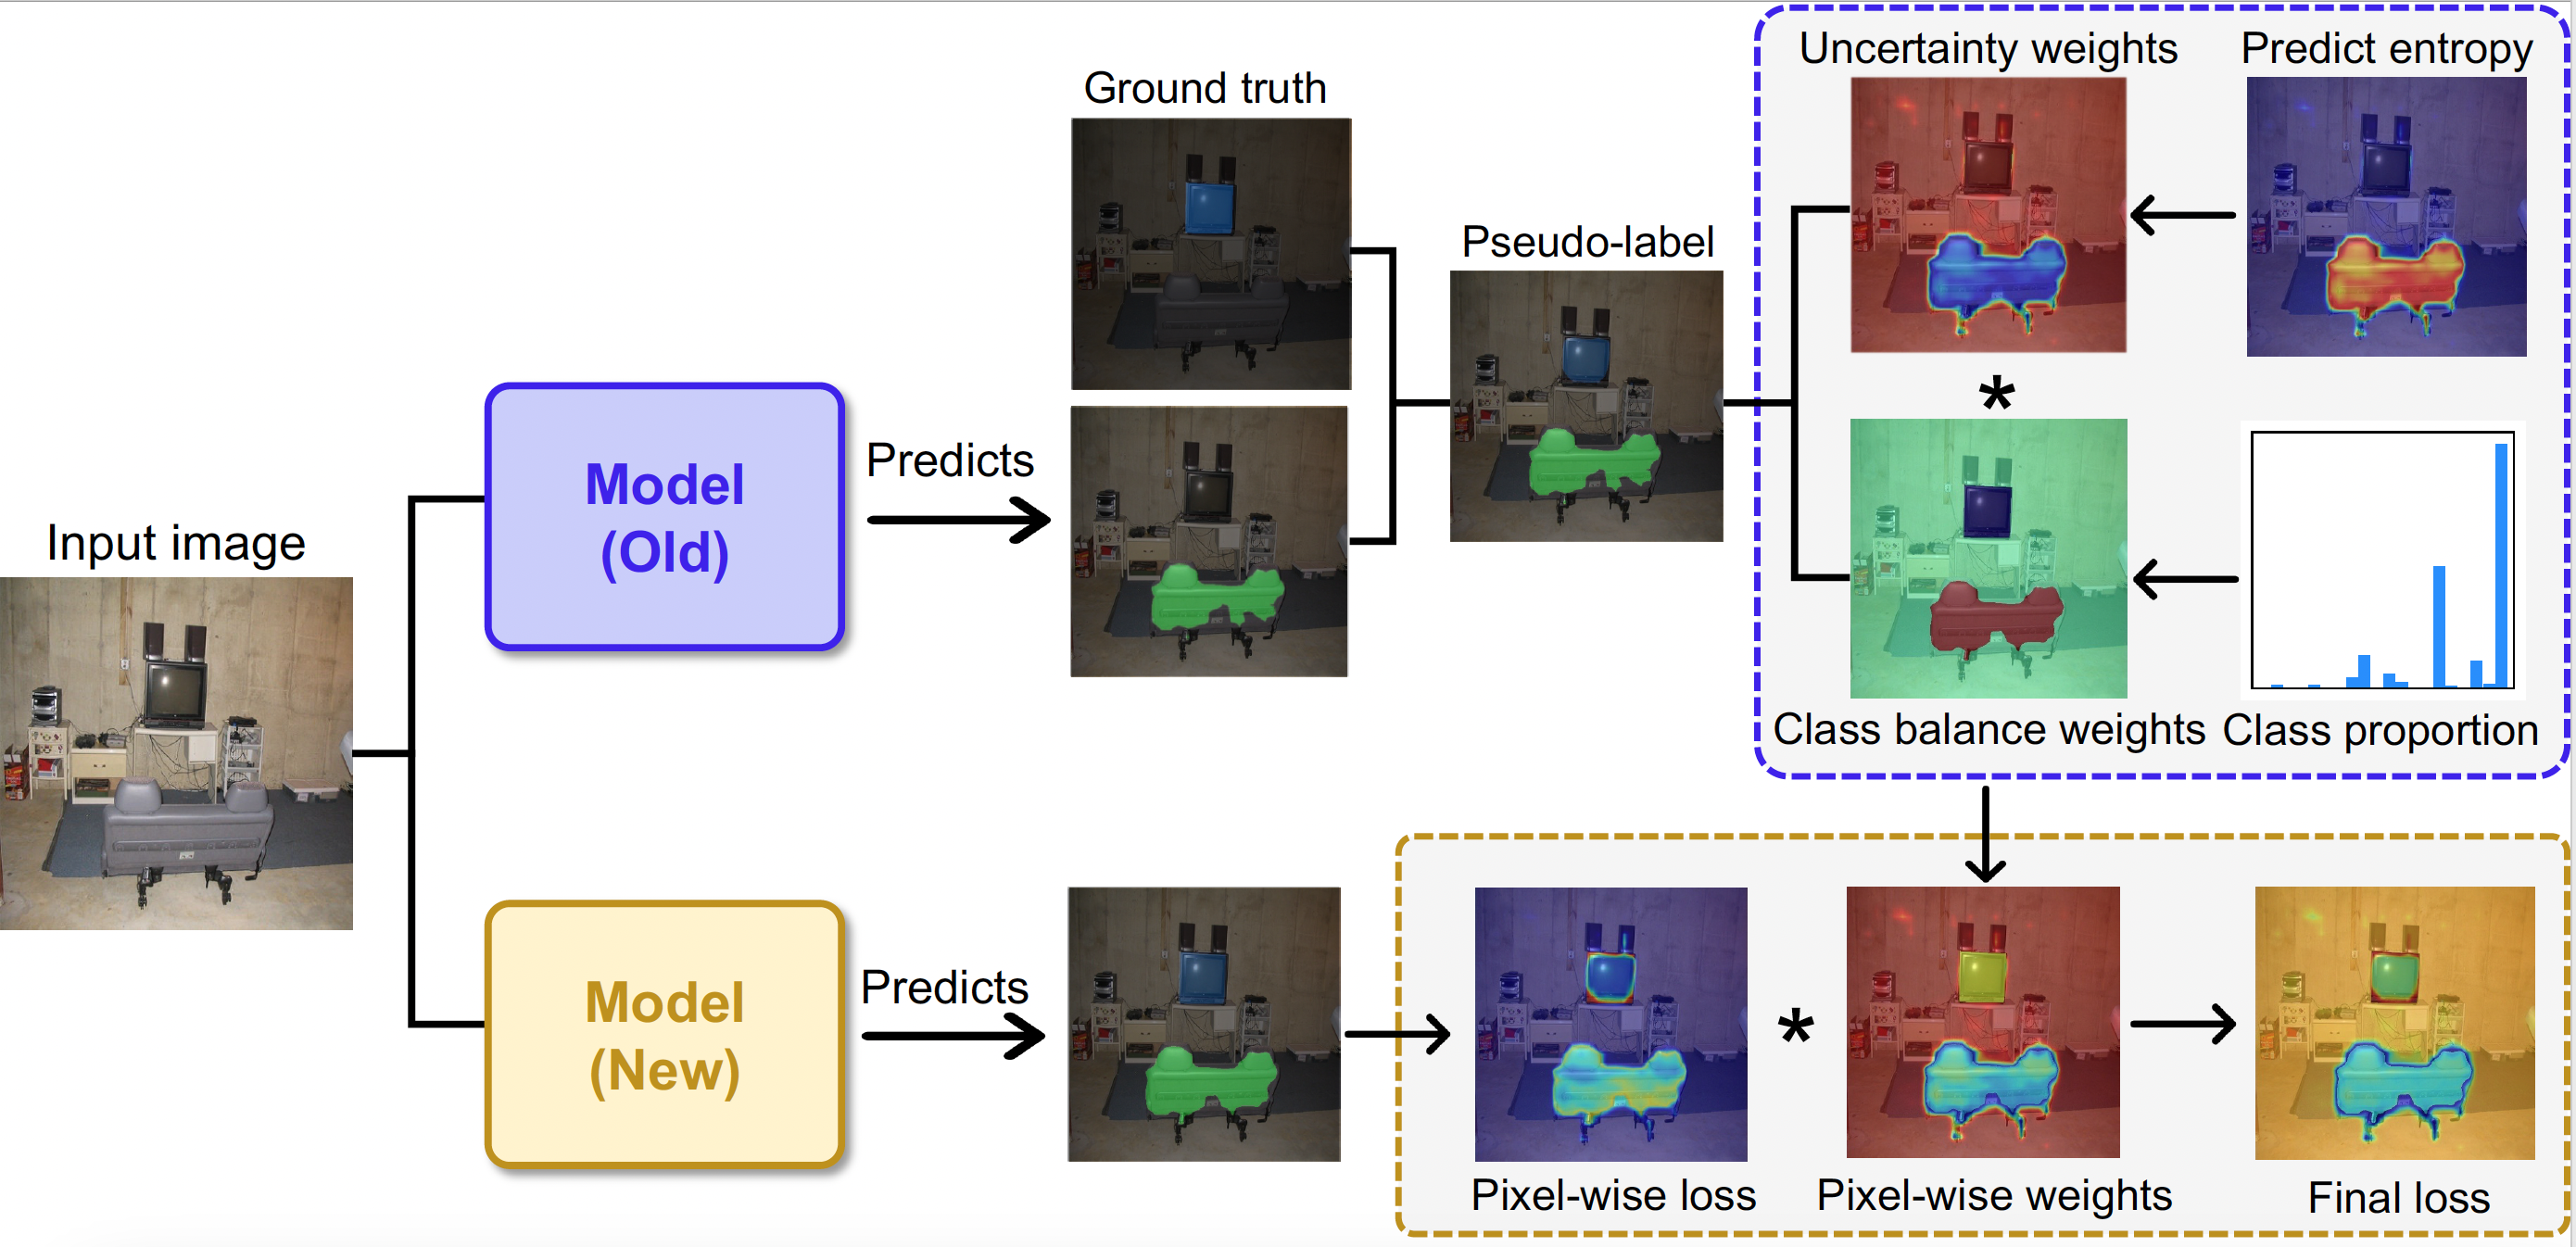 Uncertainty weights
Predict entropy
Ground truth
Pseudo-label
*
Model
(Old)
Predicts
Input image
Class balance weights
Class proportion
Model
(New)
Predicts
*
Pixel-wise loss
Pixel-wise weights
Final loss